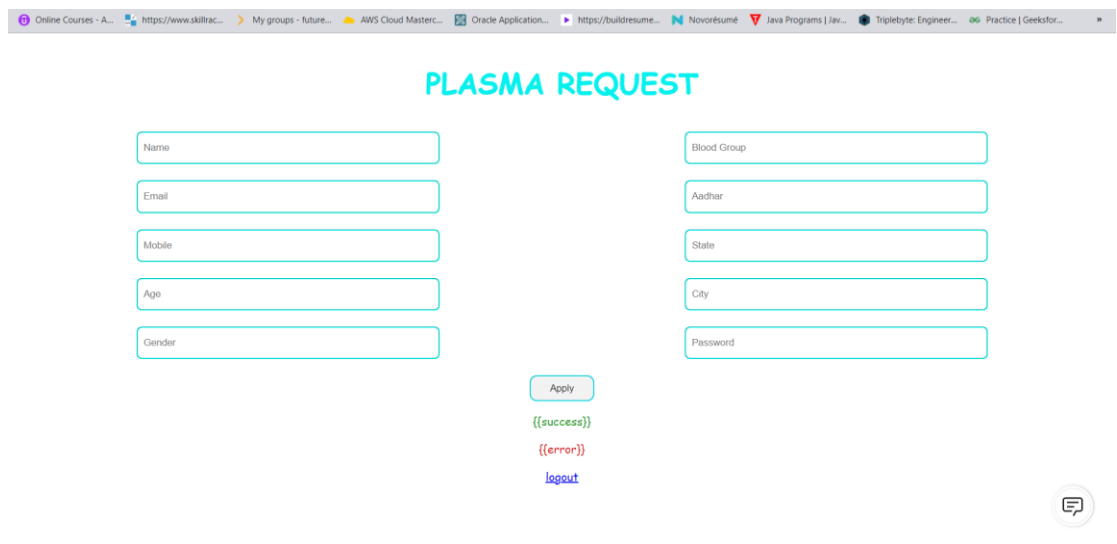 Online Courses - A... https://www.skillrac... My groups - future... AWS Cloud Masterc... Oracle Application... https://buildresume... Novorésumé Java Programs | Jav... Triplebyte: Engineer... Practice | Geeksfor... »
PLASMA REQUEST
Name
Blood Group
Email
Aadhar
Mobile
State
Age
City
Gender
Password
Apply
{{success}}
{{error}}
logout